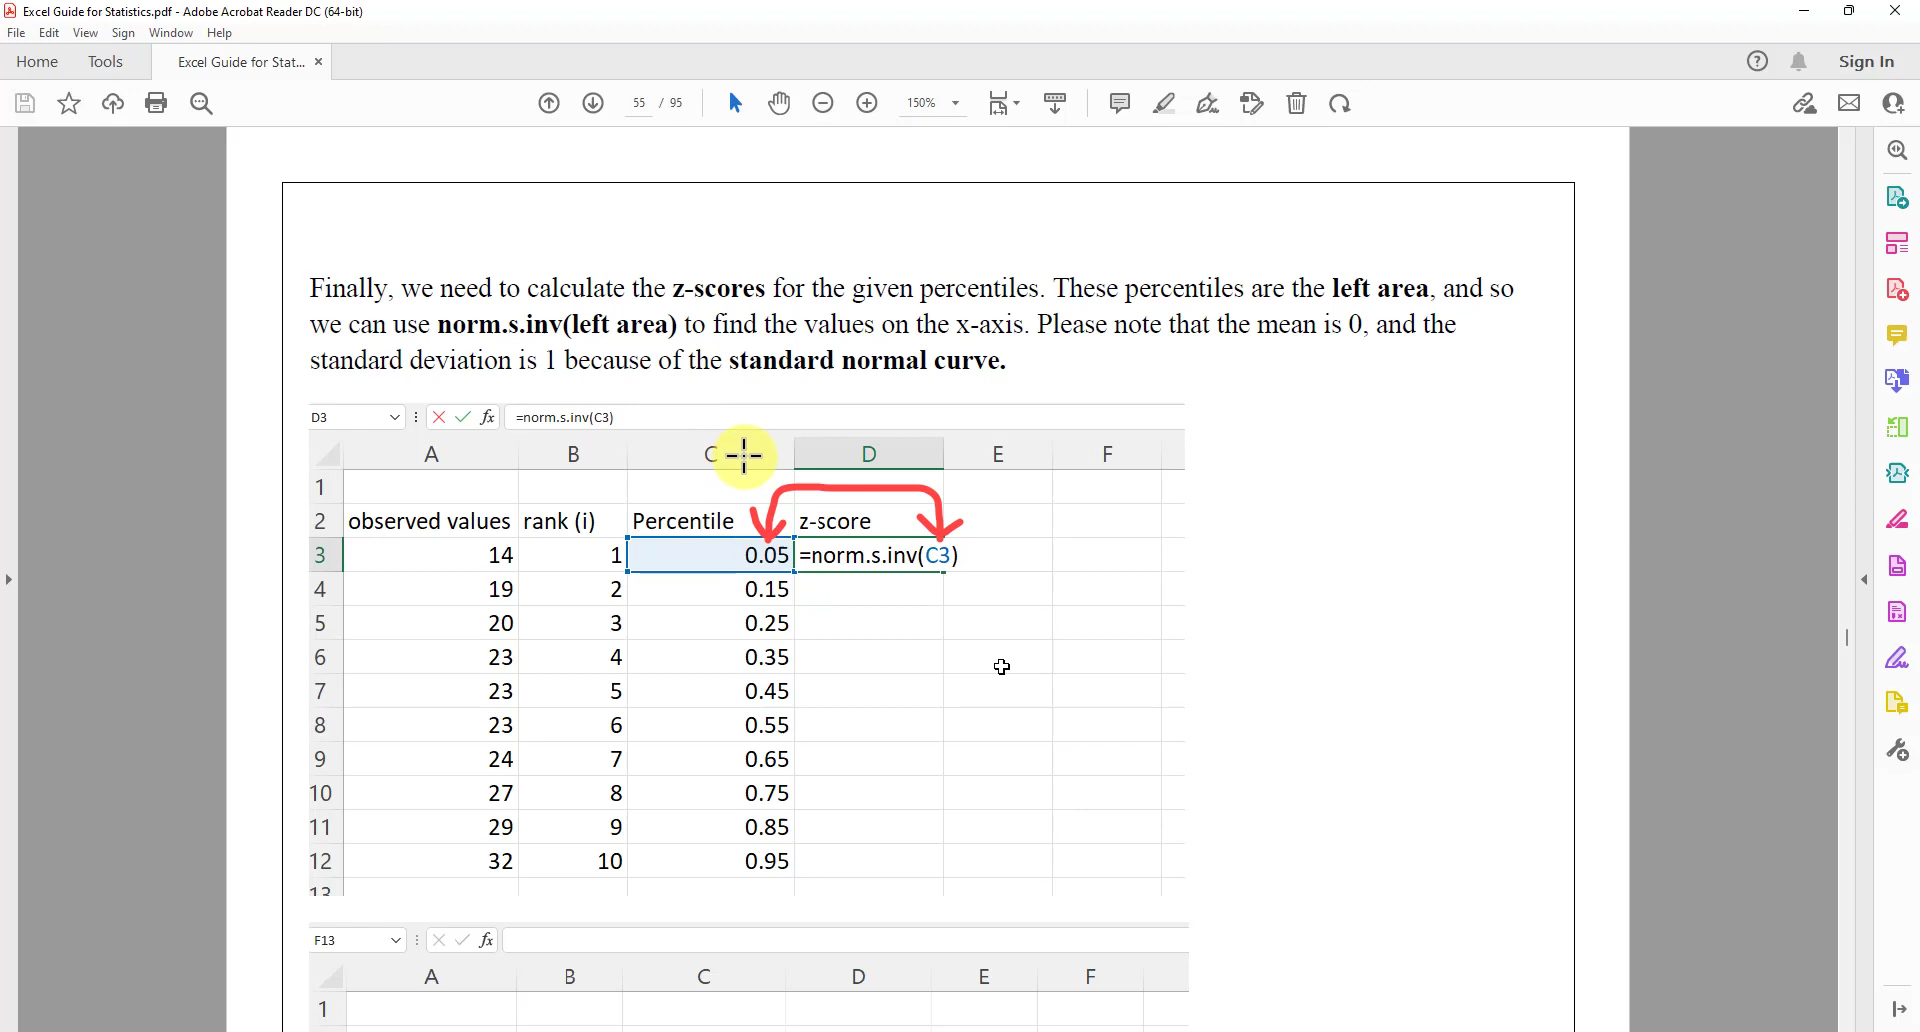 Excel Guide for Statistics.pdf - Adobe Acrobat Reader DC (64-bit)
File Edit View Sign Window Help
Home Tools Excel Guide for Stat... × Sign In
55 / 95 150%
Finally, we need to calculate the z-scores for the given percentiles. These percentiles are the left area, and so
we can use norm.s.inv(left area) to find the values on the x-axis. Please note that the mean is 0, and the
standard deviation is 1 because of the standard normal curve.
D3 fx =norm.s.inv(C3)
A B C D E F
1
2 observed values rank (i) Percentile z-score
3 14 1 0.05 =norm.s.inv(C3)
4 19 2 0.15
5 20 3 0.25
6 23 4 0.35
7 23 5 0.45
8 23 6 0.55
9 24 7 0.65
10 27 8 0.75
11 29 9 0.85
12 32 10 0.95
13
F13 fx
A B C D E F
1